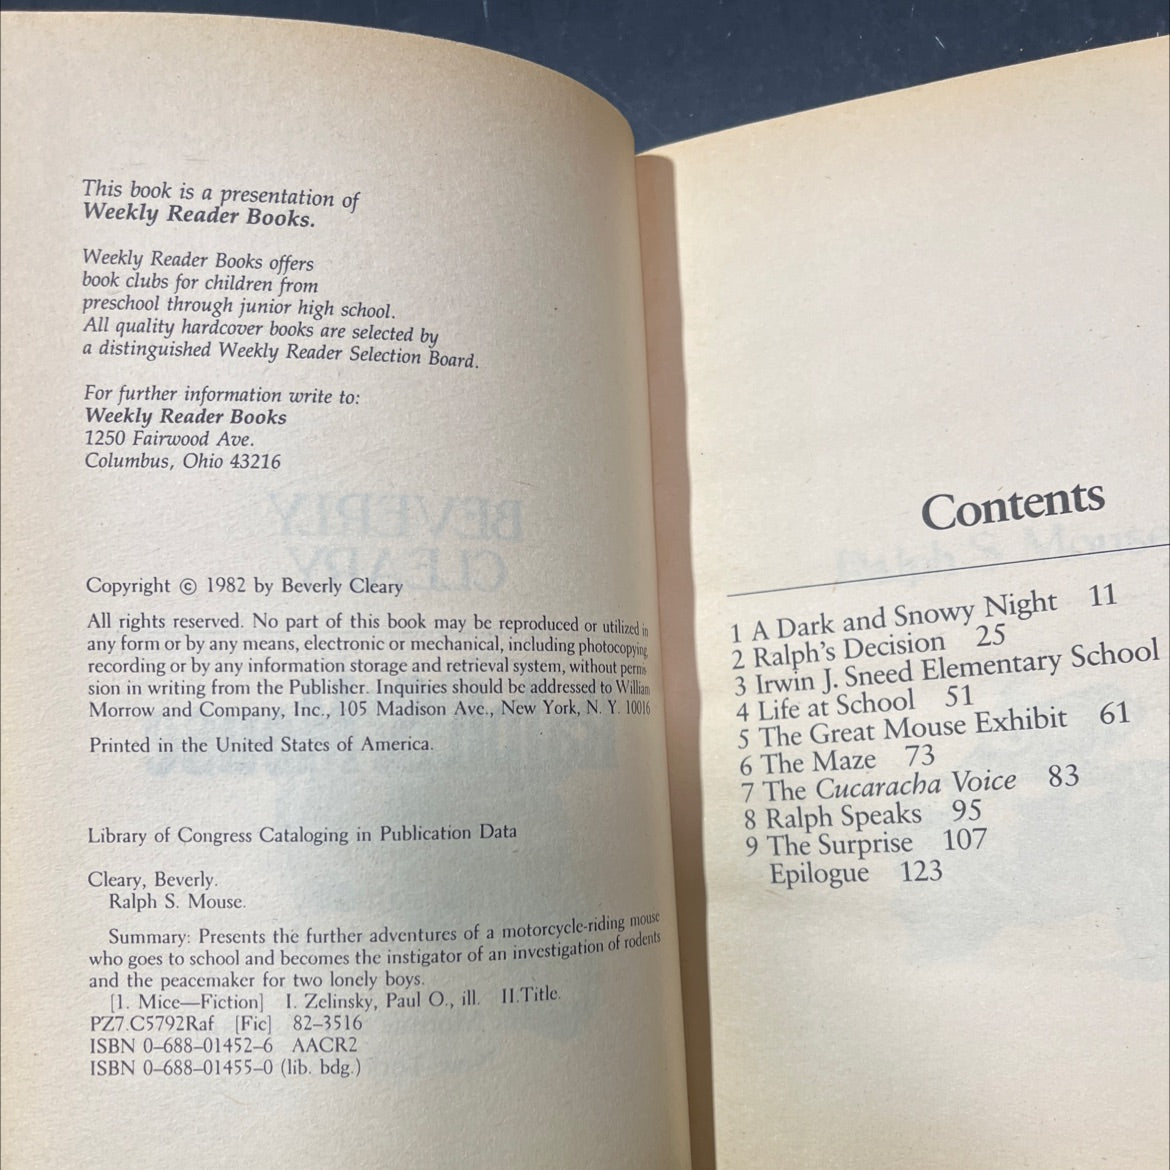 This book is a presentation of
Weekly Reader Books.
Weekly Reader Books offers
book clubs for children from
preschool through junior high school.
All quality hardcover books are selected by
a distinguished Weekly Reader Selection Board.
For further information write to:
Weekly Reader Books
1250 Fairwood Ave.
Columbus, Ohio 43216
Copyright © 1982 by Beverly Cleary
All rights reserved. No part of this book may be reproduced or utilized in
any form or by any means, electronic or mechanical, including photocopying
recording or by any information storage and retrieval system, without permis-
sion in writing from the Publisher. Inquiries should be addressed to William
Morrow and Company, Inc., 105 Madison Ave., New York, N. Y. 10016
Printed in the United States of America.
Library of Congress Cataloging in Publication Data
Cleary, Beverly.
Ralph S. Mouse.
Summary: Presents the further adventures of a motorcycle-riding mouse
who goes to school and becomes the instigator of an investigation of rodents
and the peacemaker for two lonely boys.
[1. Mice—Fiction] I. Zelinsky, Paul O., ill. II.Title.
PZ7.C5792Raf [Fic] 82–3516
ISBN 0–688–01452–6 AACR2
ISBN 0–688–01455–0 (lib. bdg.)
Contents
1 A Dark and Snowy Night 11
2 Ralph's Decision 25
3 Irwin J. Sneed Elementary School
4 Life at School 51
5 The Great Mouse Exhibit 61
6 The Maze 73
7 The Cucaracha Voice 83
8 Ralph Speaks 95
9 The Surprise 107
Epilogue 123